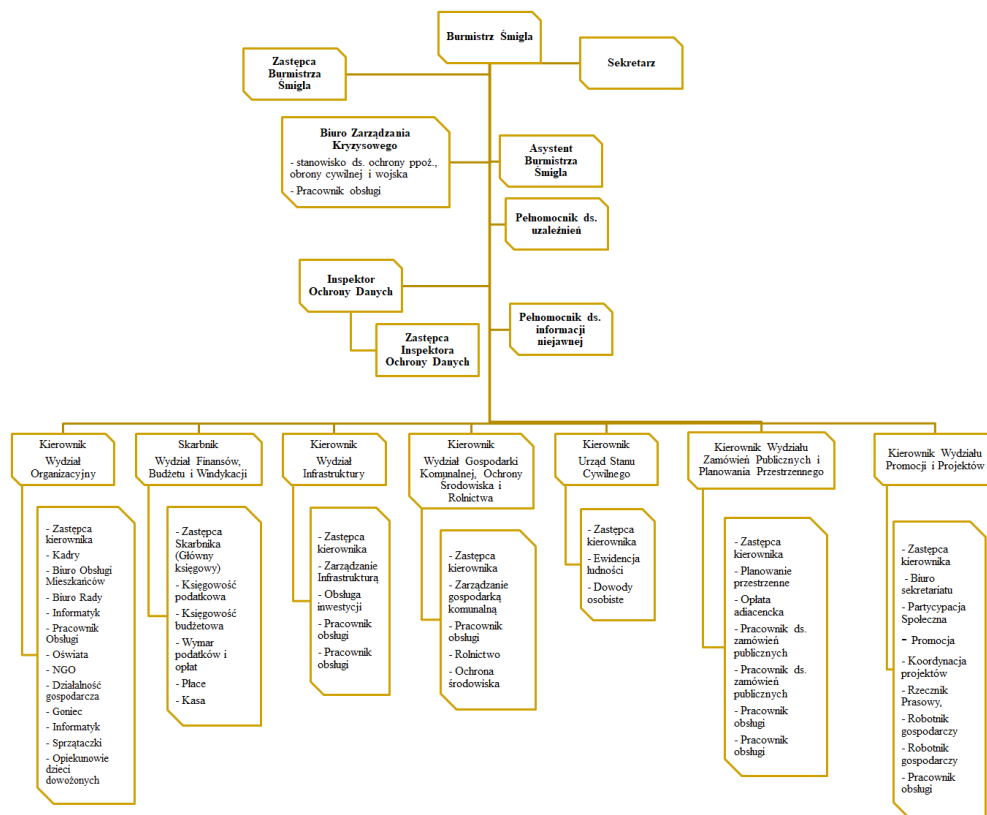 Burmistrz Śmigla
Sekretarz
Zastępca
Burmistrza
Śmigla
Biuro Zarządzania
Kryzysowego
- stanowisko ds. ochrony ppoż.,
obrony cywilnej i wojska
- Pracownik obsługi
Asystent
Burmistrza
Śmigla
Pełnomocnik ds.
uzależnień
Inspektor
Ochrony Danych
Pełnomocnik ds.
informacji
niejawnej
Zastępca
Inspektora
Ochrony Danych
Kierownik
Wydział
Organizacyjny
- Zastępca
kierownika
- Kadry
- Biuro Obsługi
Mieszkańców
- Biuro Rady
- Informatyk
- Pracownik
Obsługi
- Oświata
- NGO
- Działalność
gospodarcza
- Goniec
- Informatyk
- Sprzątaczki
- Opiekunowie
dzieci
dowożonych
Skarbnik
Wydział Finansów,
Budżetu i Windykacji
- Zastępca
Skarbnika
(Główny
księgowy)
- Księgowość
podatkowa
- Księgowość
budżetowa
- Wymar
podatków i
opłat
- Płace
- Kasa
Kierownik
Wydział
Infrastruktury
- Zastępca
kierownika
- Zarządzanie
Infrastrukturą
- Obsługa
inwestycji
- Pracownik
obsługi
- Pracownik
obsługi
Kierownik
Wydział Gospodarki
Komunalnej, Ochrony
Środowiska i
Rolnictwa
- Zastępca
kierownika
- Zarządzanie
gospodarką
komunalną
- Pracownik
obsługi
- Rolnictwo
- Ochrona
środowiska
Kierownik
Urząd Stanu
Cywilnego
- Zastępca
kierownika
- Ewidencja
ludności
- Dowody
osobiste
Kierownik Wydziału
Zamówień Publicznych i
Planowania Przestrzennego
- Zastępca
kierownika
- Planowanie
przestrzenne
- Opłata
adiacencka
- Pracownik ds.
zamówień
publicznych
- Pracownik ds.
zamówień
publicznych
- Pracownik
obsługi
- Pracownik
obsługi
Kierownik Wydziału
Promocji i Projektów
- Zastępca
kierownika
- Biuro
sekretariatu
- Partycypacja
Społeczna
- Promocja
- Koordynacja
projektów
- Rzecznik
Prasowy,
- Robotnik
gospodarczy
- Robotnik
gospodarczy
- Pracownik
obsługi